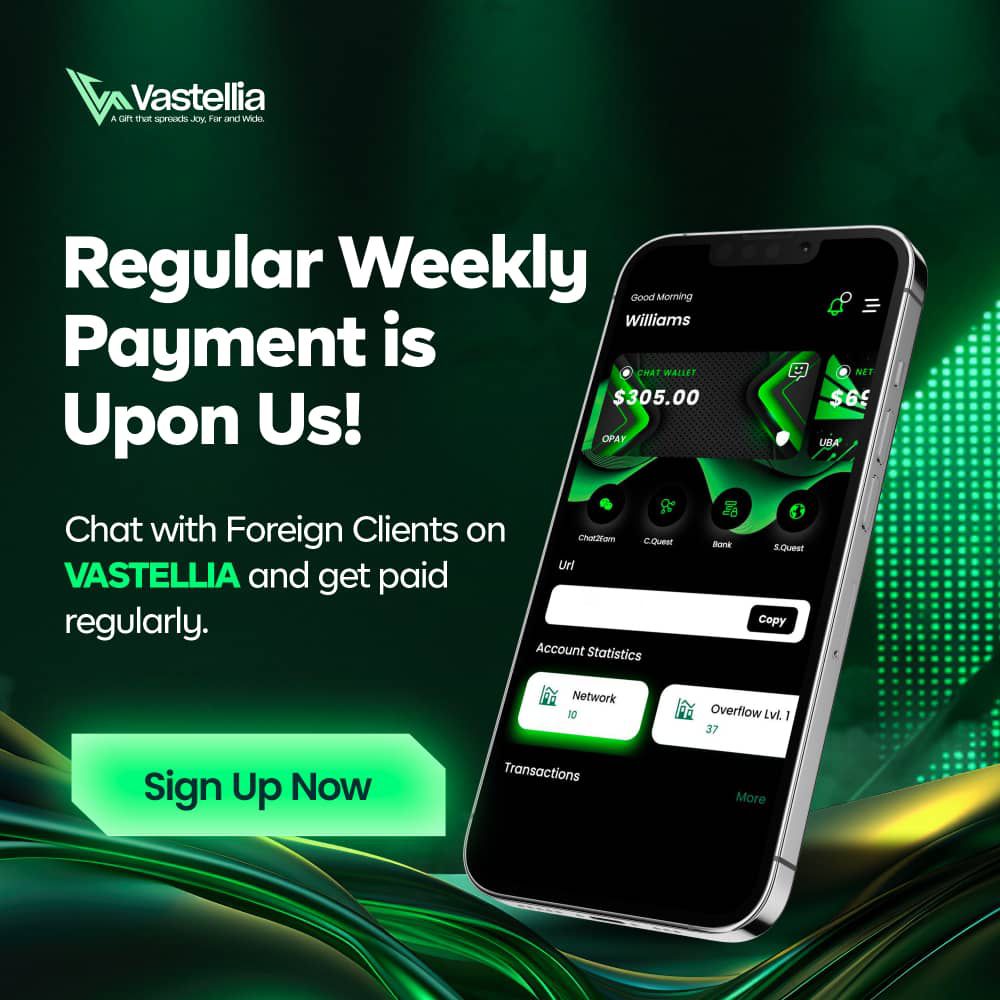 Vastellia
A Gift that spreads Joy, Far and Wide.
Regular Weekly
Payment is
Upon Us!
Chat with Foreign Clients on
VASTELLIA and get paid
regularly.
Sign Up Now
Good Morning
Williams
CHAT WALLET
$305.00
OPAY
NET
$69
UBA
Chat2Earn
C.Quest
Bank
S.Quest
Url
Copy
Account Statistics
Network
10
Overflow Lvl. 1
37
Transactions
More